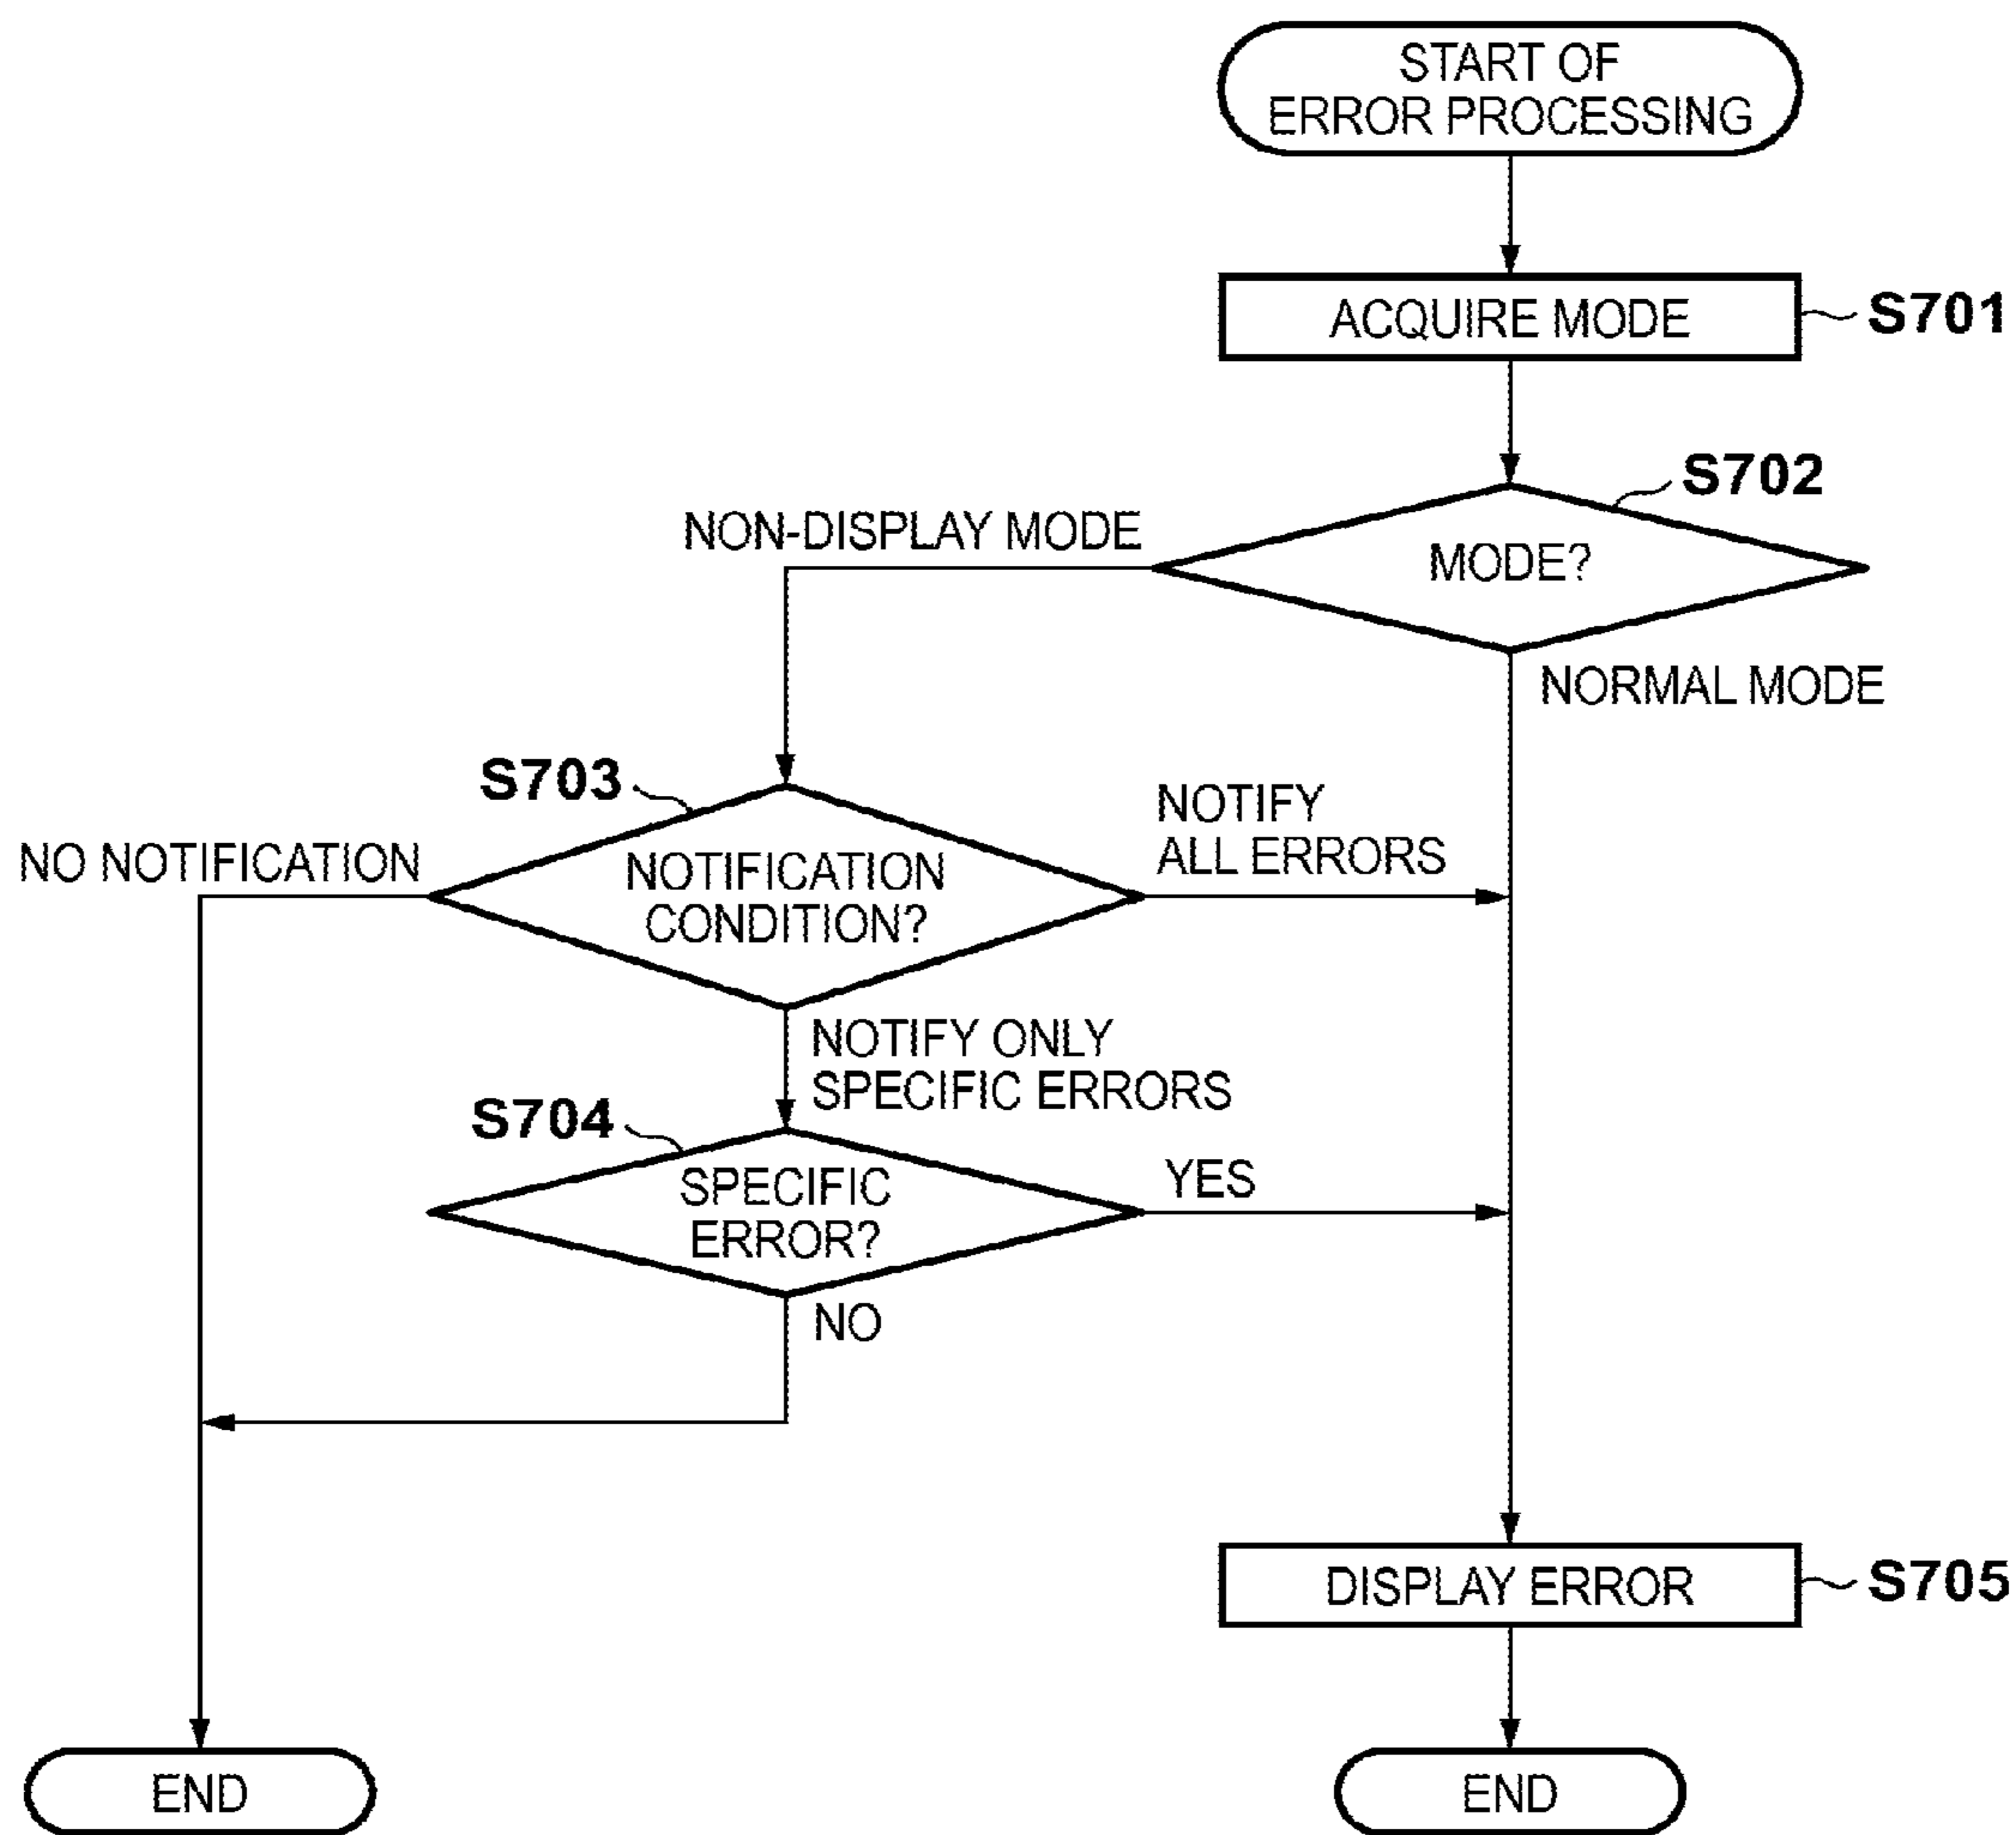 START OF
ERROR PROCESSING
ACQUIRE MODE
S701
S702
NON-DISPLAY MODE
MODE?
NORMAL MODE
S703
NOTIFY
ALL ERRORS
NO NOTIFICATION
NOTIFICATION
CONDITION?
NOTIFY ONLY
SPECIFIC ERRORS
S704
SPECIFIC
ERROR?
YES
NO
DISPLAY ERROR
S705
END
END